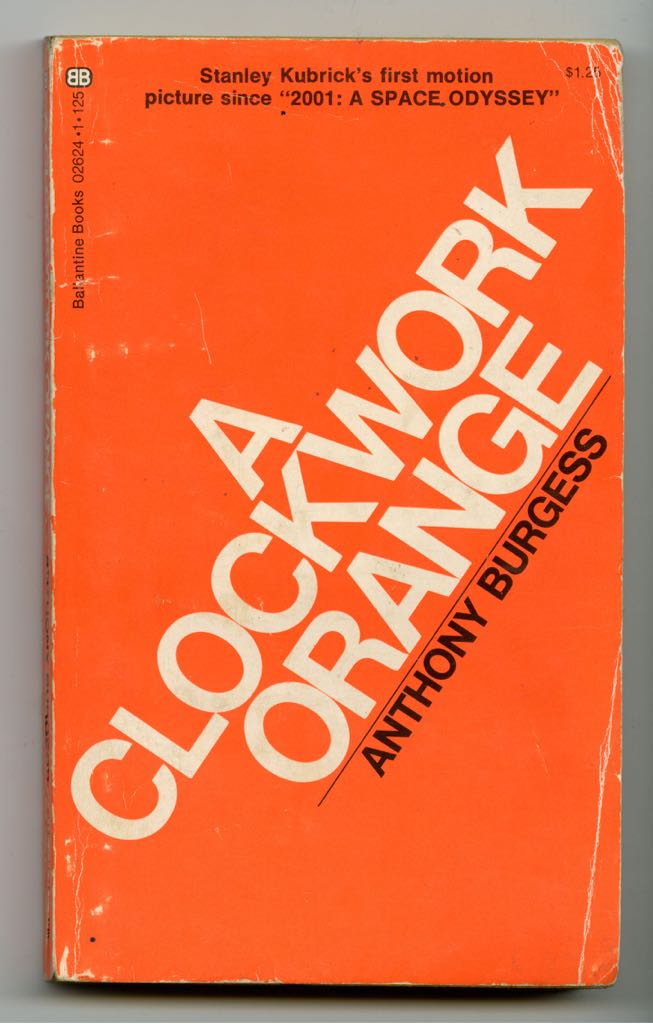 BB
Ballantine Books 02624•1•125
Stanley Kubrick's first motion
picture since “2001: A SPACE ODYSSEY”
$1.25
A
CLOCKWORK
ORANGE
ANTHONY BURGESS